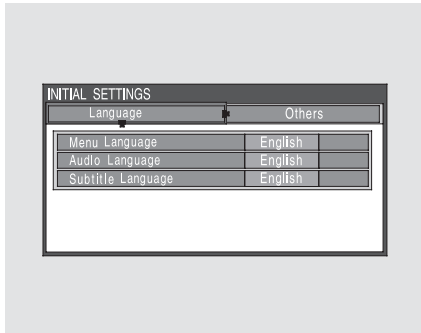 INITIAL SETTINGS
Language Others
Menu Language English
Audio Language English
Subtitle Language English